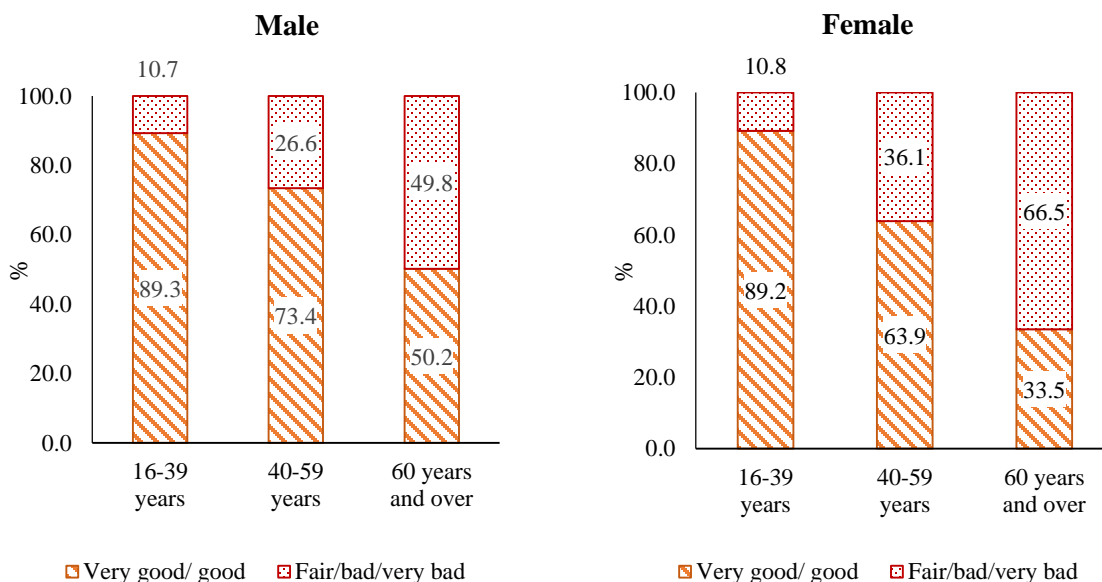 Male
10.7
100.0
80.0
60.0
40.0
20.0
0.0
%
89.3
26.6
73.4
49.8
50.2
16-39
years
40-59
years
60 years
and over
Very good/ good
Fair/bad/very bad
Female
10.8
100.0
80.0
60.0
40.0
20.0
0.0
%
89.2
36.1
63.9
66.5
33.5
16-39
years
40-59
years
60 years
and over
Very good/ good
Fair/bad/very bad